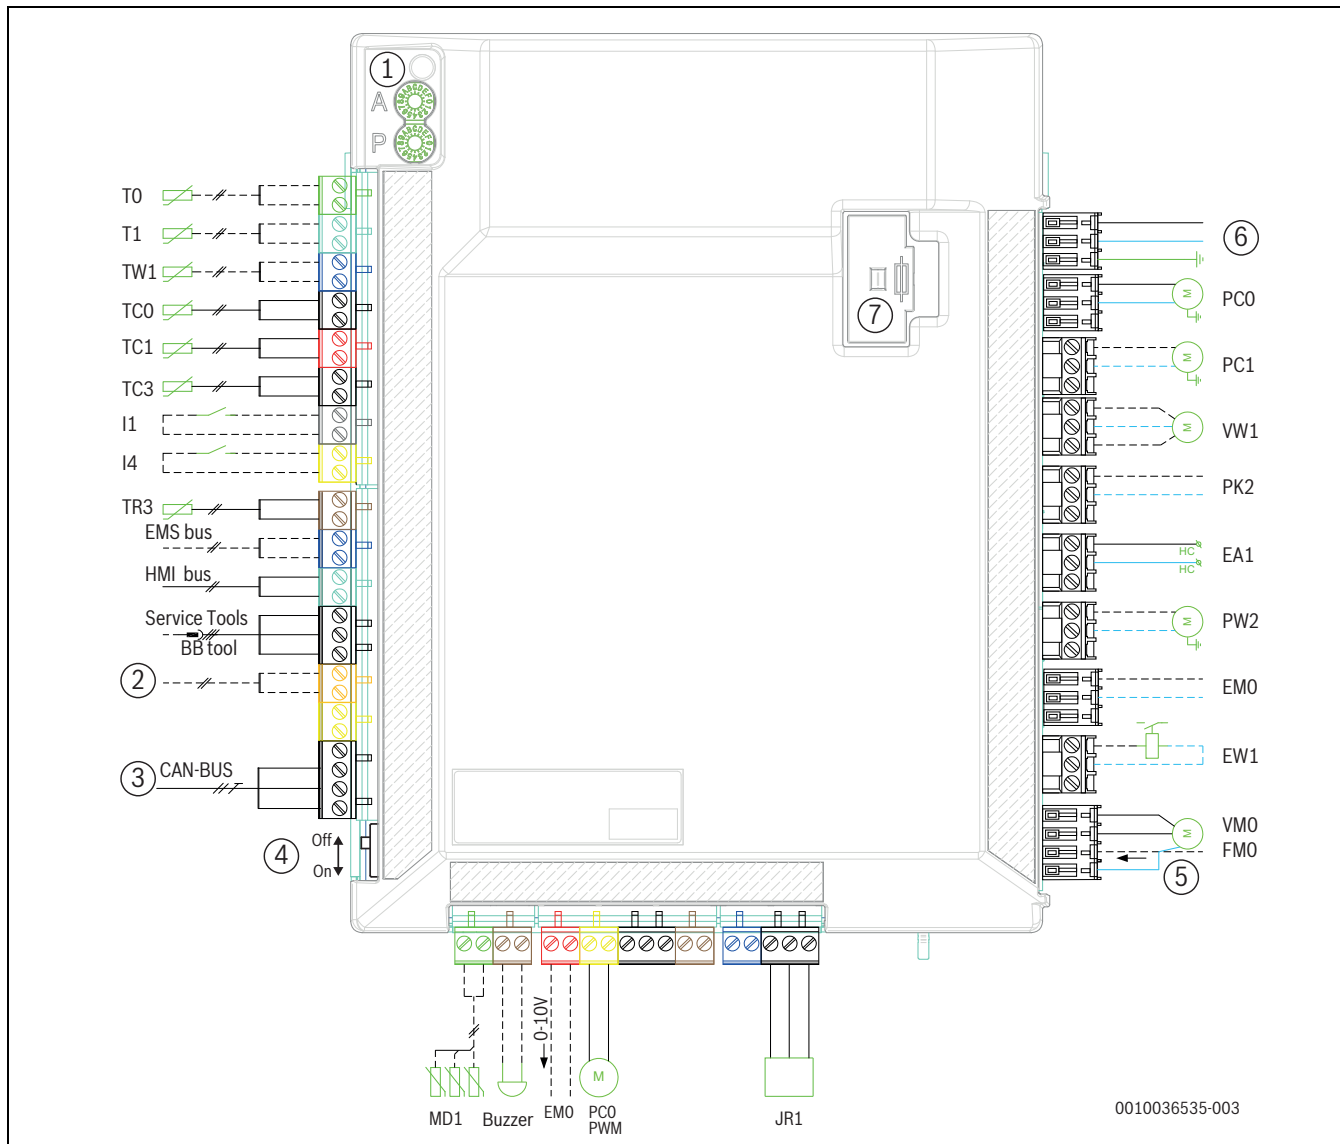 1
A
P
T0
T1
TW1
TC0
TC1
TC3
I1
I4
TR3
EMS bus
HMI bus
Service Tools
BB tool
2
3
CAN-BUS
4
Off
On
6
PC0
M
PC1
M
VW1
M
PK2
EA1
HC
HC
PW2
M
EM0
EW1
VM0
FM0
M
5
7
MD1
Buzzer
0-10V
EM0
M
PC0
PWM
JR1
0010036535-003